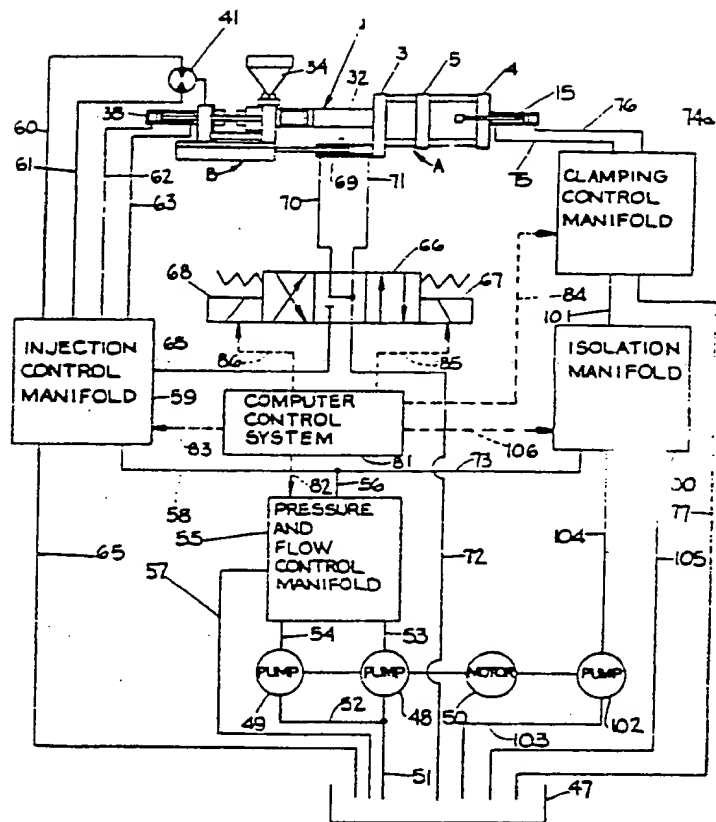 41
1
3
5
4
34
32
15
76
74a
38
60
75
61
B
69
71
A
62
70
CLAMPING
CONTROL
MANIFOLD
63
66
68
67
84
101
INJECTION
CONTROL
MANIFOLD
68
86
85
ISOLATION
MANIFOLD
59
COMPUTER
CONTROL
SYSTEM
83
81
106
73
82
56
58
PRESSURE
AND
FLOW
CONTROL
MANIFOLD
55
65
57
72
104
77
105
54
53
PUMP
PUMP
MOTOR
PUMP
49
52
48
50
102
103
51
47